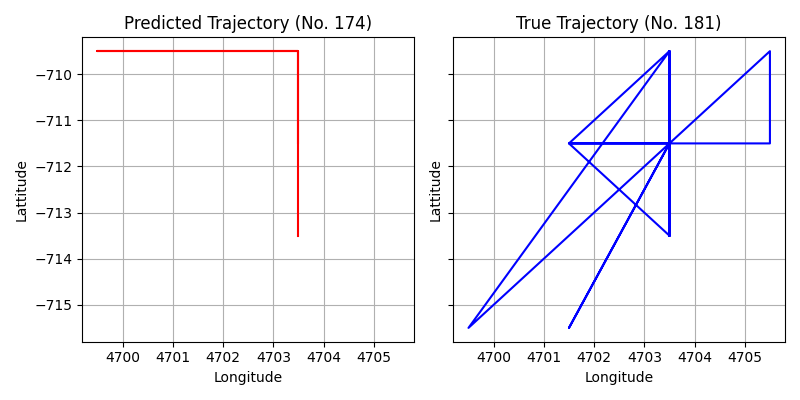 Predicted Trajectory (No. 174)
True Trajectory (No. 181)
Lattitude
−710
−711
−712
−713
−714
−715
4700 4701 4702 4703 4704 4705
Longitude
Lattitude
4700 4701 4702 4703 4704 4705
Longitude